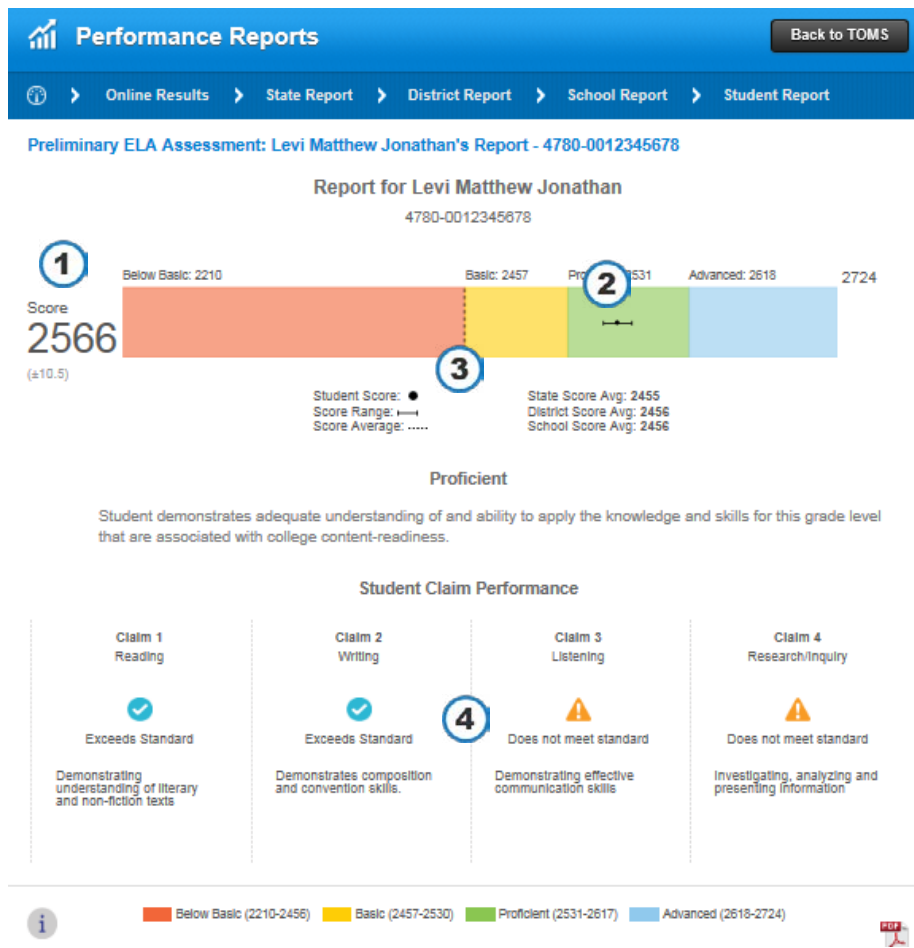 Performance Reports
Back to TOMS
Online Results
State Report
District Report
School Report
Student Report
Preliminary ELA Assessment: Levi Matthew Jonathan's Report - 4780-0012345678
Report for Levi Matthew Jonathan
4780-0012345678
1
Below Basic: 2210
Basic: 2457
2
Advanced: 2618
2724
Score
2566
(±10.5)
3
Student Score:
Score Range:
Score Average: .....
State Score Avg: 2455
District Score Avg: 2456
School Score Avg: 2456
Proficient
Student demonstrates adequate understanding of and ability to apply the knowledge and skills for this grade level
that are associated with college content-readiness.
Student Claim Performance
Claim 1
Reading
Exceeds Standard
Demonstrating
understanding of literary
and non-fiction texts
Claim 2
Writing
Exceeds Standard
Demonstrates composition
and convention skills.
4
Claim 3
Listening
Does not meet standard
Demonstrating effective
communication skills
Claim 4
Research/Inquiry
Does not meet standard
Investigating, analyzing and
presenting information
i
Below Basic (2210-2456)
Basic (2457-2530)
Proficient (2531-2617)
Advanced (2618-2724)
PDF